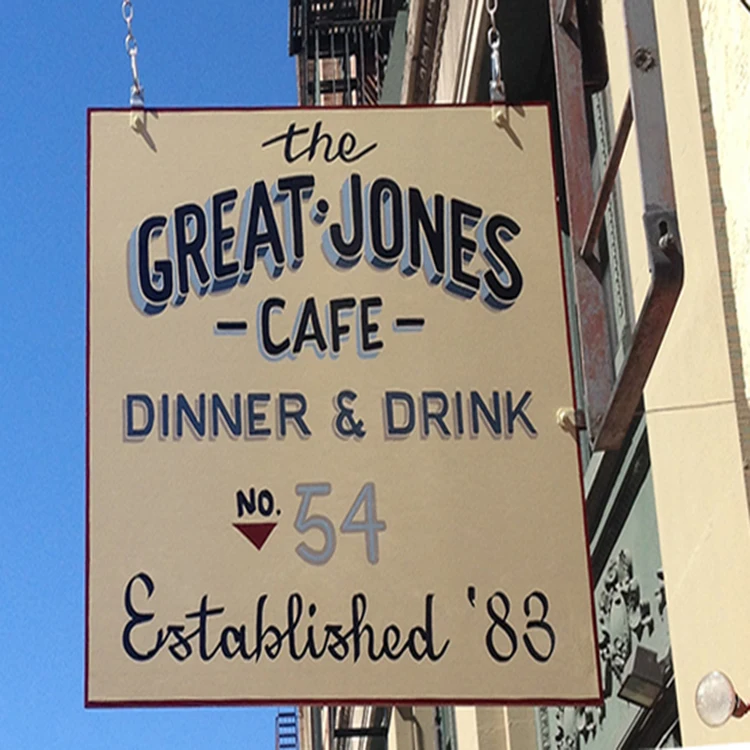 the
GREAT·JONES
-CAFE-
DINNER & DRINK
NO. 54
Established '83